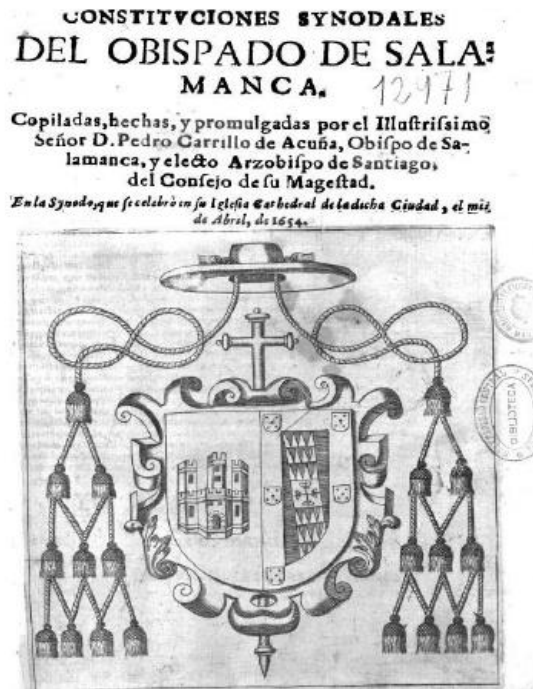 CONSTITVCIONES SYNODALES
DEL OBISPADO DE SALA-
MANCA.
12971
Copiladas, hechas, y promulgadas por el Illustrissimo
Señor D. Pedro Carrillo de Acuña, Obispo de Sa-
lamanca, y electo Arzobispo de Santiago,
del Consejo de su Magestad.
En la Synodo, que se celebrò en su Iglesia Cathedral de la dicha Ciudad, el mes
de Abril, de 1654.
BIBLIOTECA